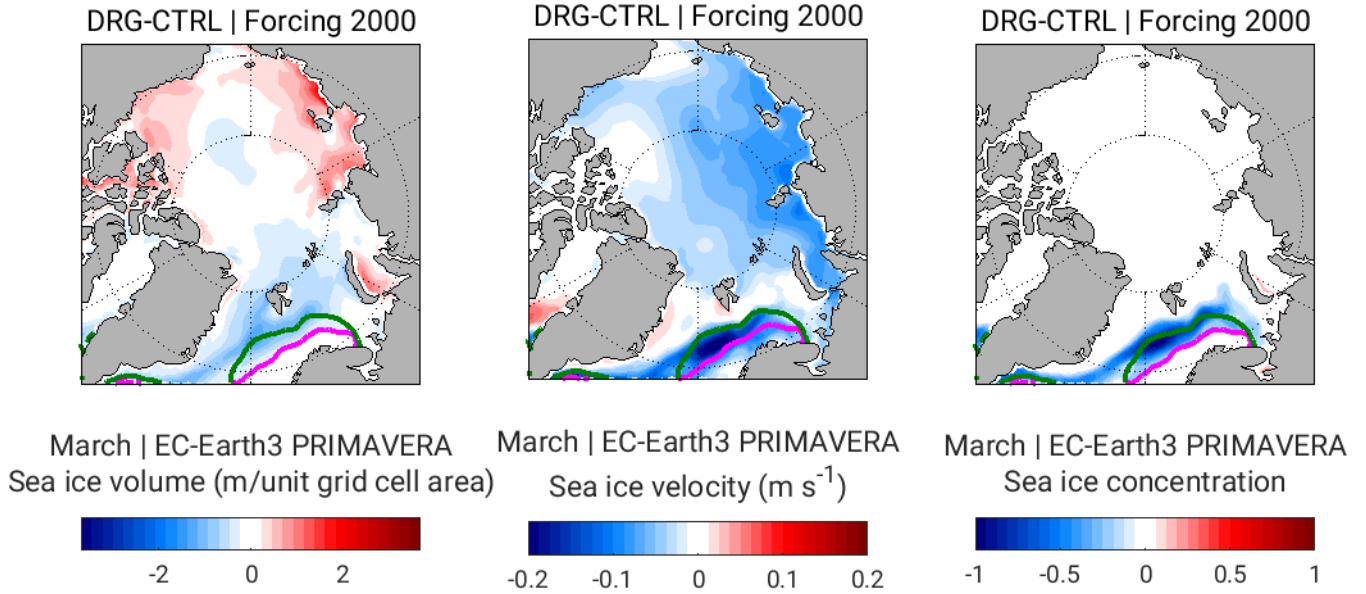 DRG-CTRL | Forcing 2000
DRG-CTRL | Forcing 2000
DRG-CTRL | Forcing 2000
March | EC-Earth3 PRIMAVERA
Sea ice volume (m/unit grid cell area)
-2 0 2
March | EC-Earth3 PRIMAVERA
Sea ice velocity (m s⁻¹)
-0.2 -0.1 0 0.1 0.2
March | EC-Earth3 PRIMAVERA
Sea ice concentration
-1 -0.5 0 0.5 1